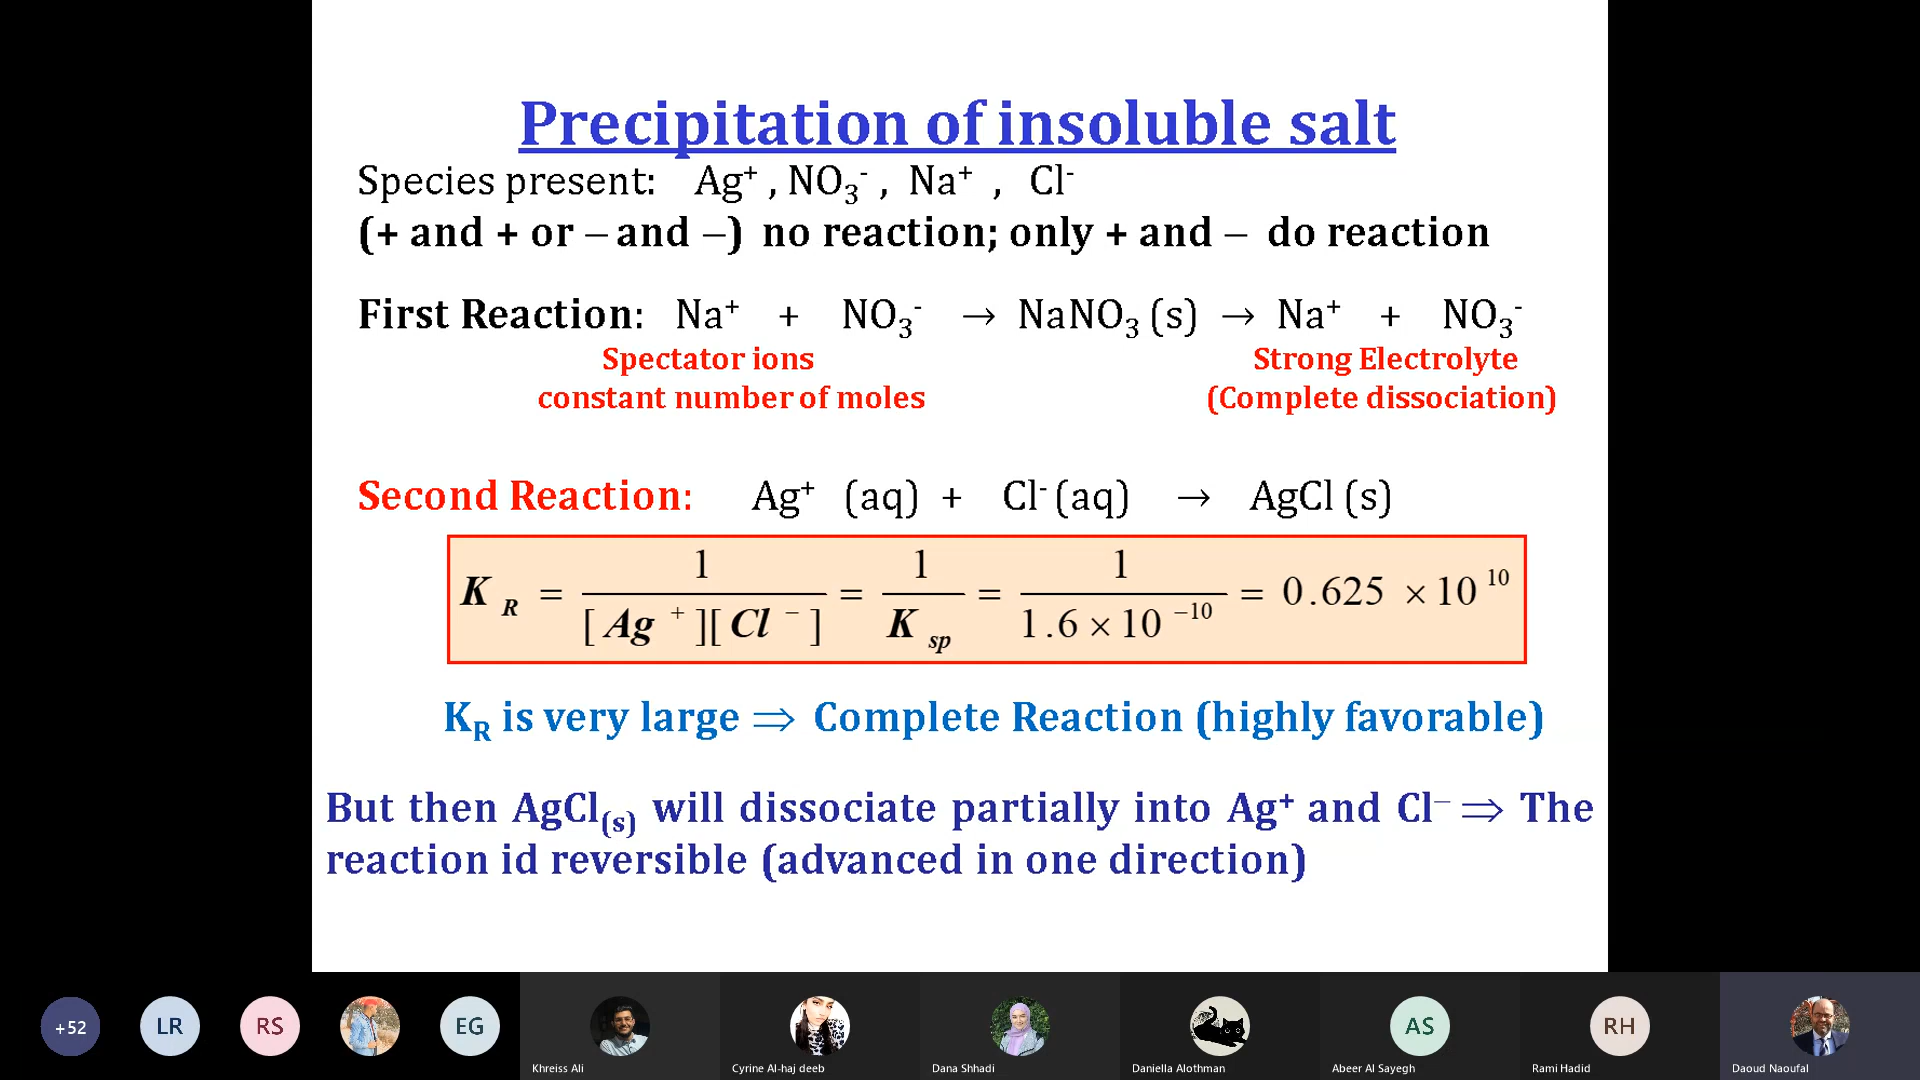 Precipitation of insoluble salt
Species present: Ag⁺ , NO₃⁻ , Na⁺ , Cl⁻
(+ and + or – and –) no reaction; only + and – do reaction
First Reaction: Na⁺ + NO₃⁻ → NaNO₃ (s) → Na⁺ + NO₃⁻
Spectator ions Strong Electrolyte
constant number of moles (Complete dissociation)
Second Reaction: Ag⁺ (aq) + Cl⁻ (aq) → AgCl (s)
K_R = 1 / ([Ag⁺][Cl⁻]) = 1 / K_sp = 1 / (1.6 × 10⁻¹⁰) = 0.625 × 10¹⁰
K_R is very large ⇒ Complete Reaction (highly favorable)
But then AgCl₍s₎ will dissociate partially into Ag⁺ and Cl⁻ ⇒ The
reaction id reversible (advanced in one direction)
+52 LR RS EG AS RH
Khreiss Ali Cyrine Al-haj deeb Dana Shhadi Daniella Alothman Abeer Al Sayegh Rami Hadid Daoud Naoufal